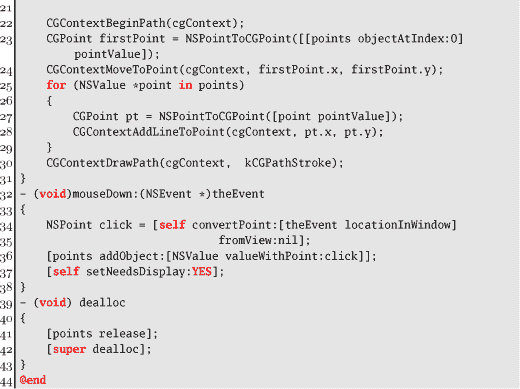 21
22 CGContextBeginPath(cgContext);
23 CGPoint firstPoint = NSPointToCGPoint([[points objectAtIndex:0]
pointValue]);
24 CGContextMoveToPoint(cgContext, firstPoint.x, firstPoint.y);
25 for (NSValue *point in points)
26 {
27 CGPoint pt = NSPointToCGPoint([point pointValue]);
28 CGContextAddLineToPoint(cgContext, pt.x, pt.y);
29 }
30 CGContextDrawPath(cgContext, kCGPathStroke);
31 }
32 - (void)mouseDown:(NSEvent *)theEvent
33 {
34 NSPoint click = [self convertPoint:[theEvent locationInWindow]
35 fromView:nil];
36 [points addObject:[NSValue valueWithPoint:click]];
37 [self setNeedsDisplay:YES];
38 }
39 - (void) dealloc
40 {
41 [points release];
42 [super dealloc];
43 }
44 @end